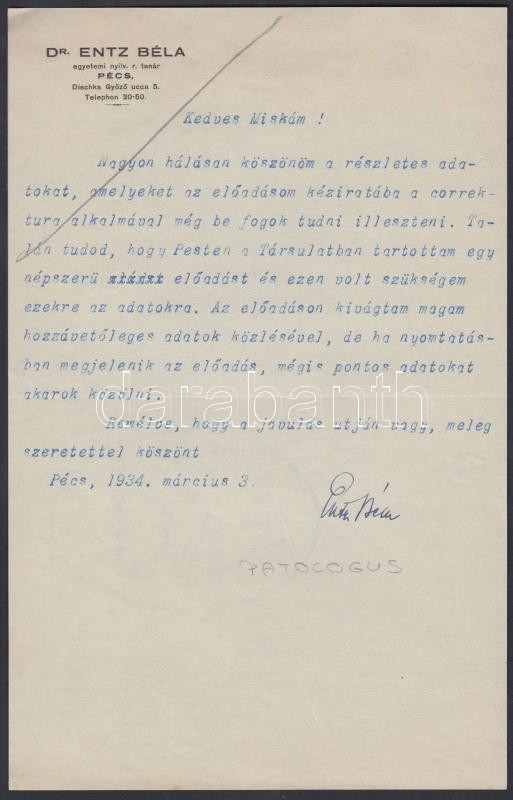 DR. ENTZ BÉLA
egyetemi nyilv. r. tanár
PÉCS,
Dischka Győző ucca 5.
Telephon 20-50.
Kedves Miskám !
Nagyon hálásan köszönöm a részletes ada-
tokat, amelyeket az előadásom kéziratába a correk-
tura alkalmával még be fogok tudni illeszteni. Ta-
lán tudod, hogy Pesten a Társulatban tartottam egy
népszerü előadást és ezen volt szükségem
ezekre az adatokra. Az előadáson kivágtam magam
hozzávetőleges adatok közlésével, de ha nyomtatás-
ban megjelenik az előadás, mégis pontos adatokat
akarok közölni.
darabanth
Remélve, hogy a javulás utján vagy, meleg
szeretettel köszönt
Pécs, 1934. március 3.
Entz Béla
PATOLOGUS